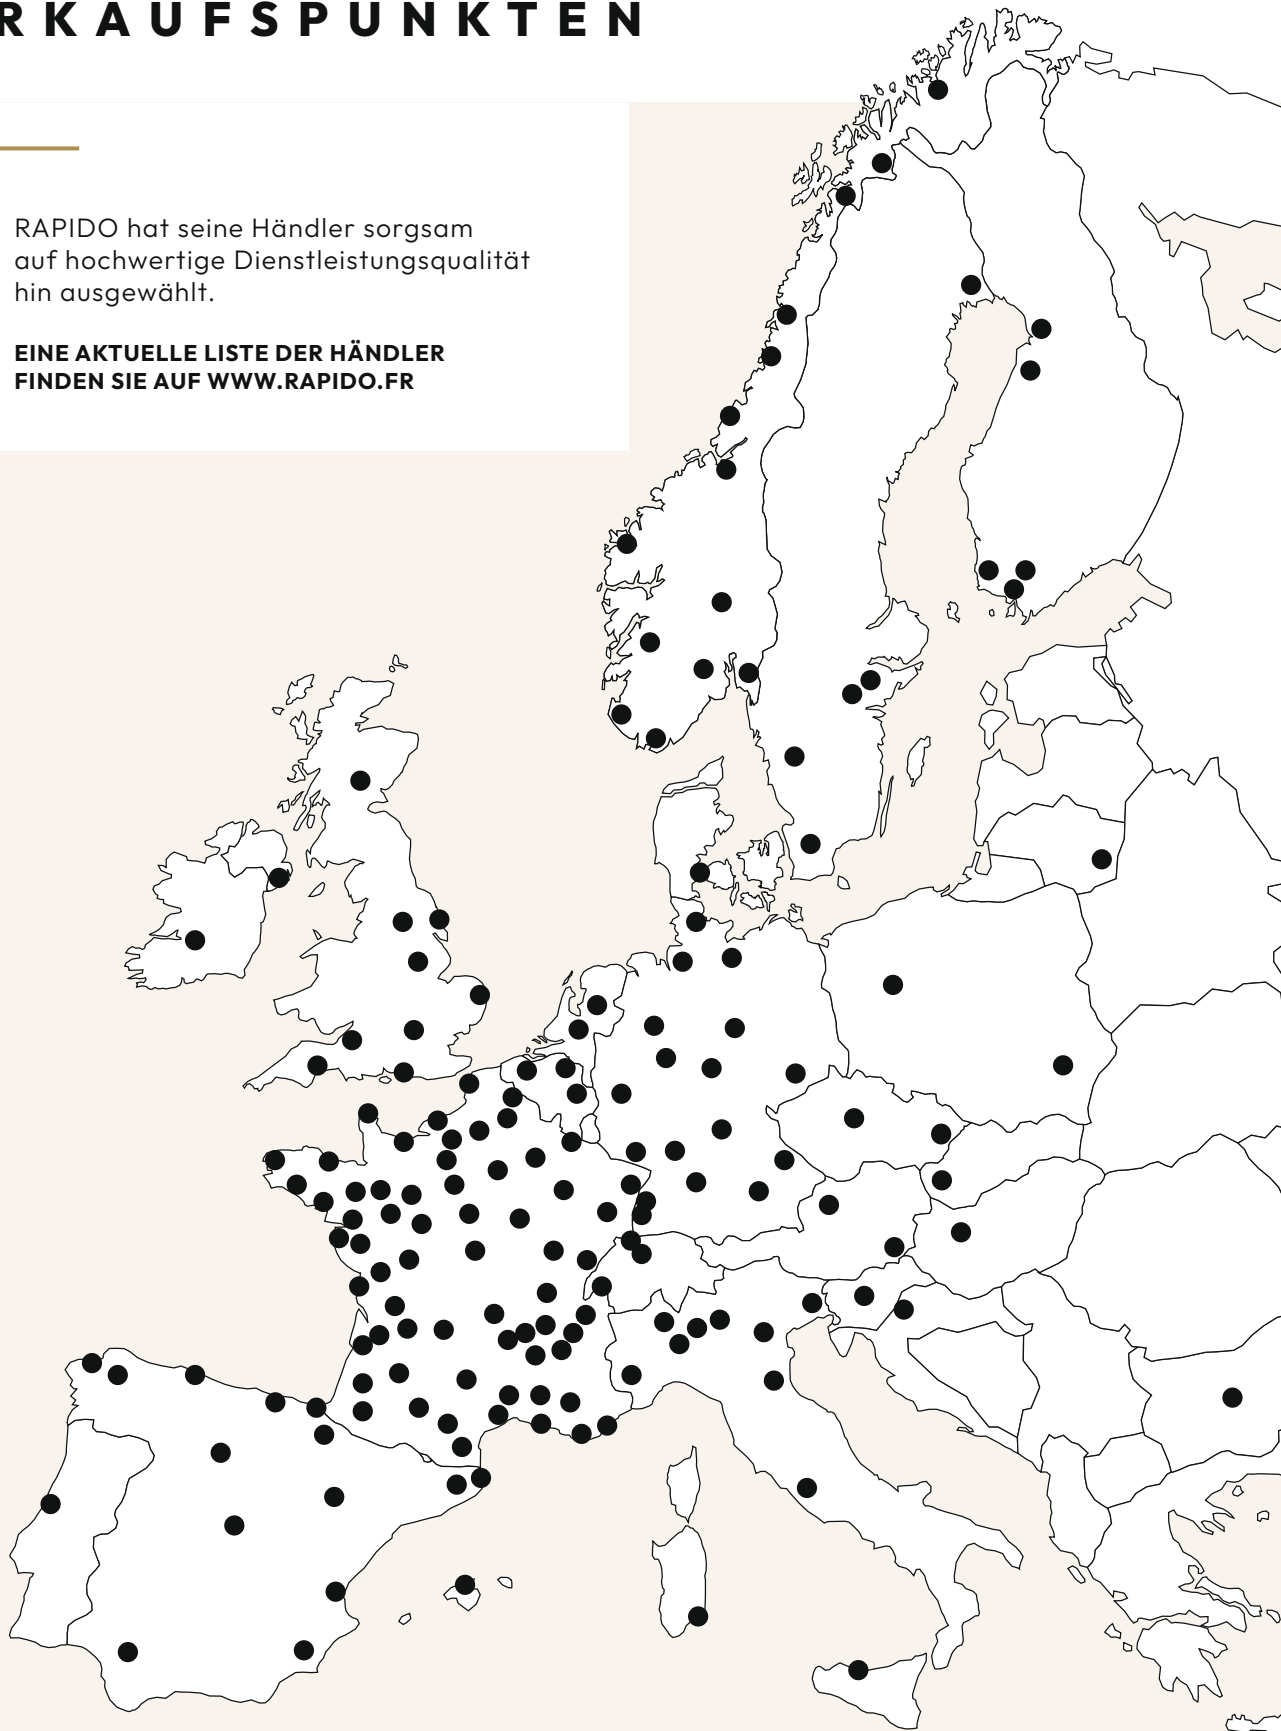 RKAUFSPUNKTEN
RAPIDO hat seine Händler sorgsam
auf hochwertige Dienstleistungsqualität
hin ausgewählt.
EINE AKTUELLE LISTE DER HÄNDLER
FINDEN SIE AUF WWW.RAPIDO.FR